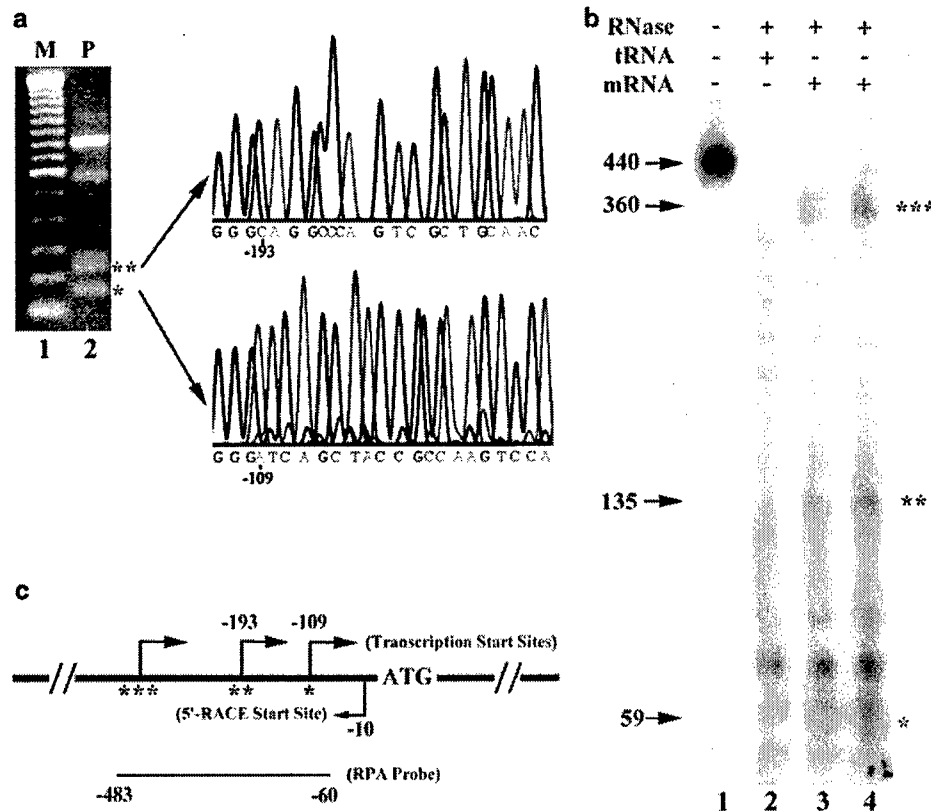 a
M P
**
*
1 2
G G G C A G G C C C A G T C G C T G C A A C
-193
G G G A T C A G C T A C C G C C A A G T C C A
-109
b
RNase - + + +
tRNA - + - -
mRNA - - + +
440
360
***
135
**
59
*
1 2 3 4
c
-193 -109
(Transcription Start Sites)
ATG
*** ** *
(5'-RACE Start Site)
-10
(RPA Probe)
-483 -60